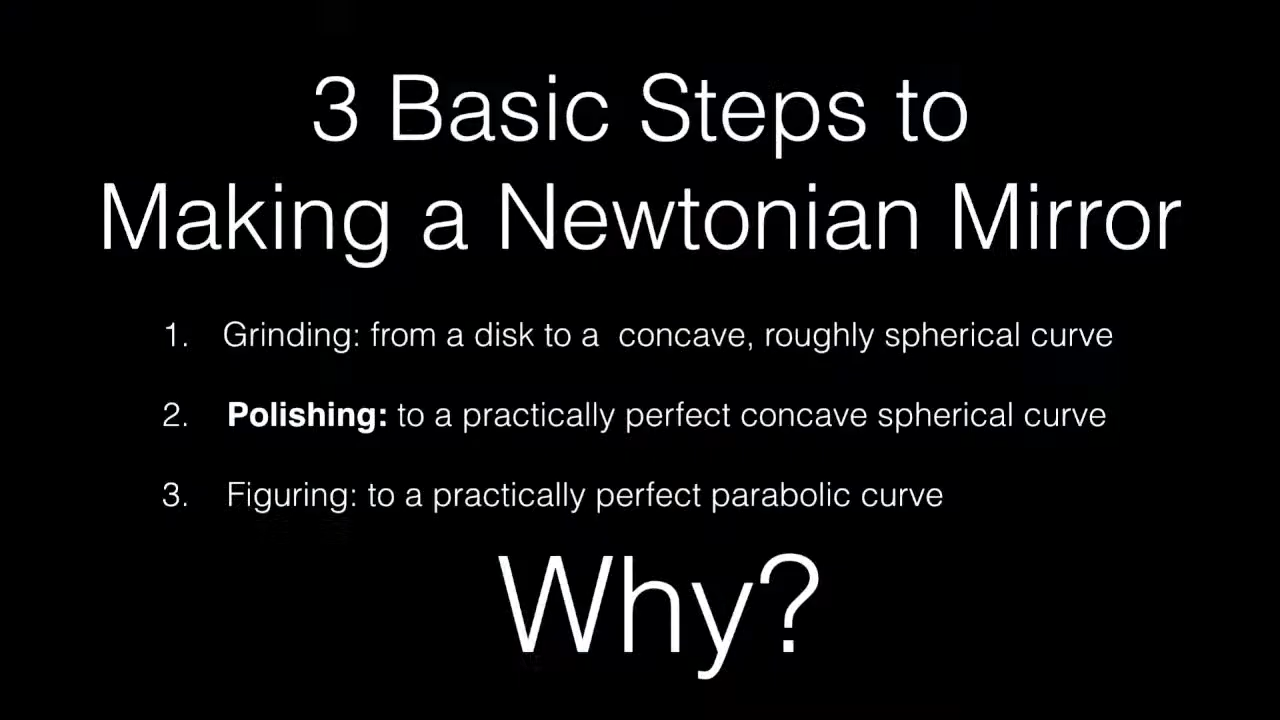 3 Basic Steps to
Making a Newtonian Mirror
1. Grinding: from a disk to a concave, roughly spherical curve
2. Polishing: to a practically perfect concave spherical curve
3. Figuring: to a practically perfect parabolic curve
Why?